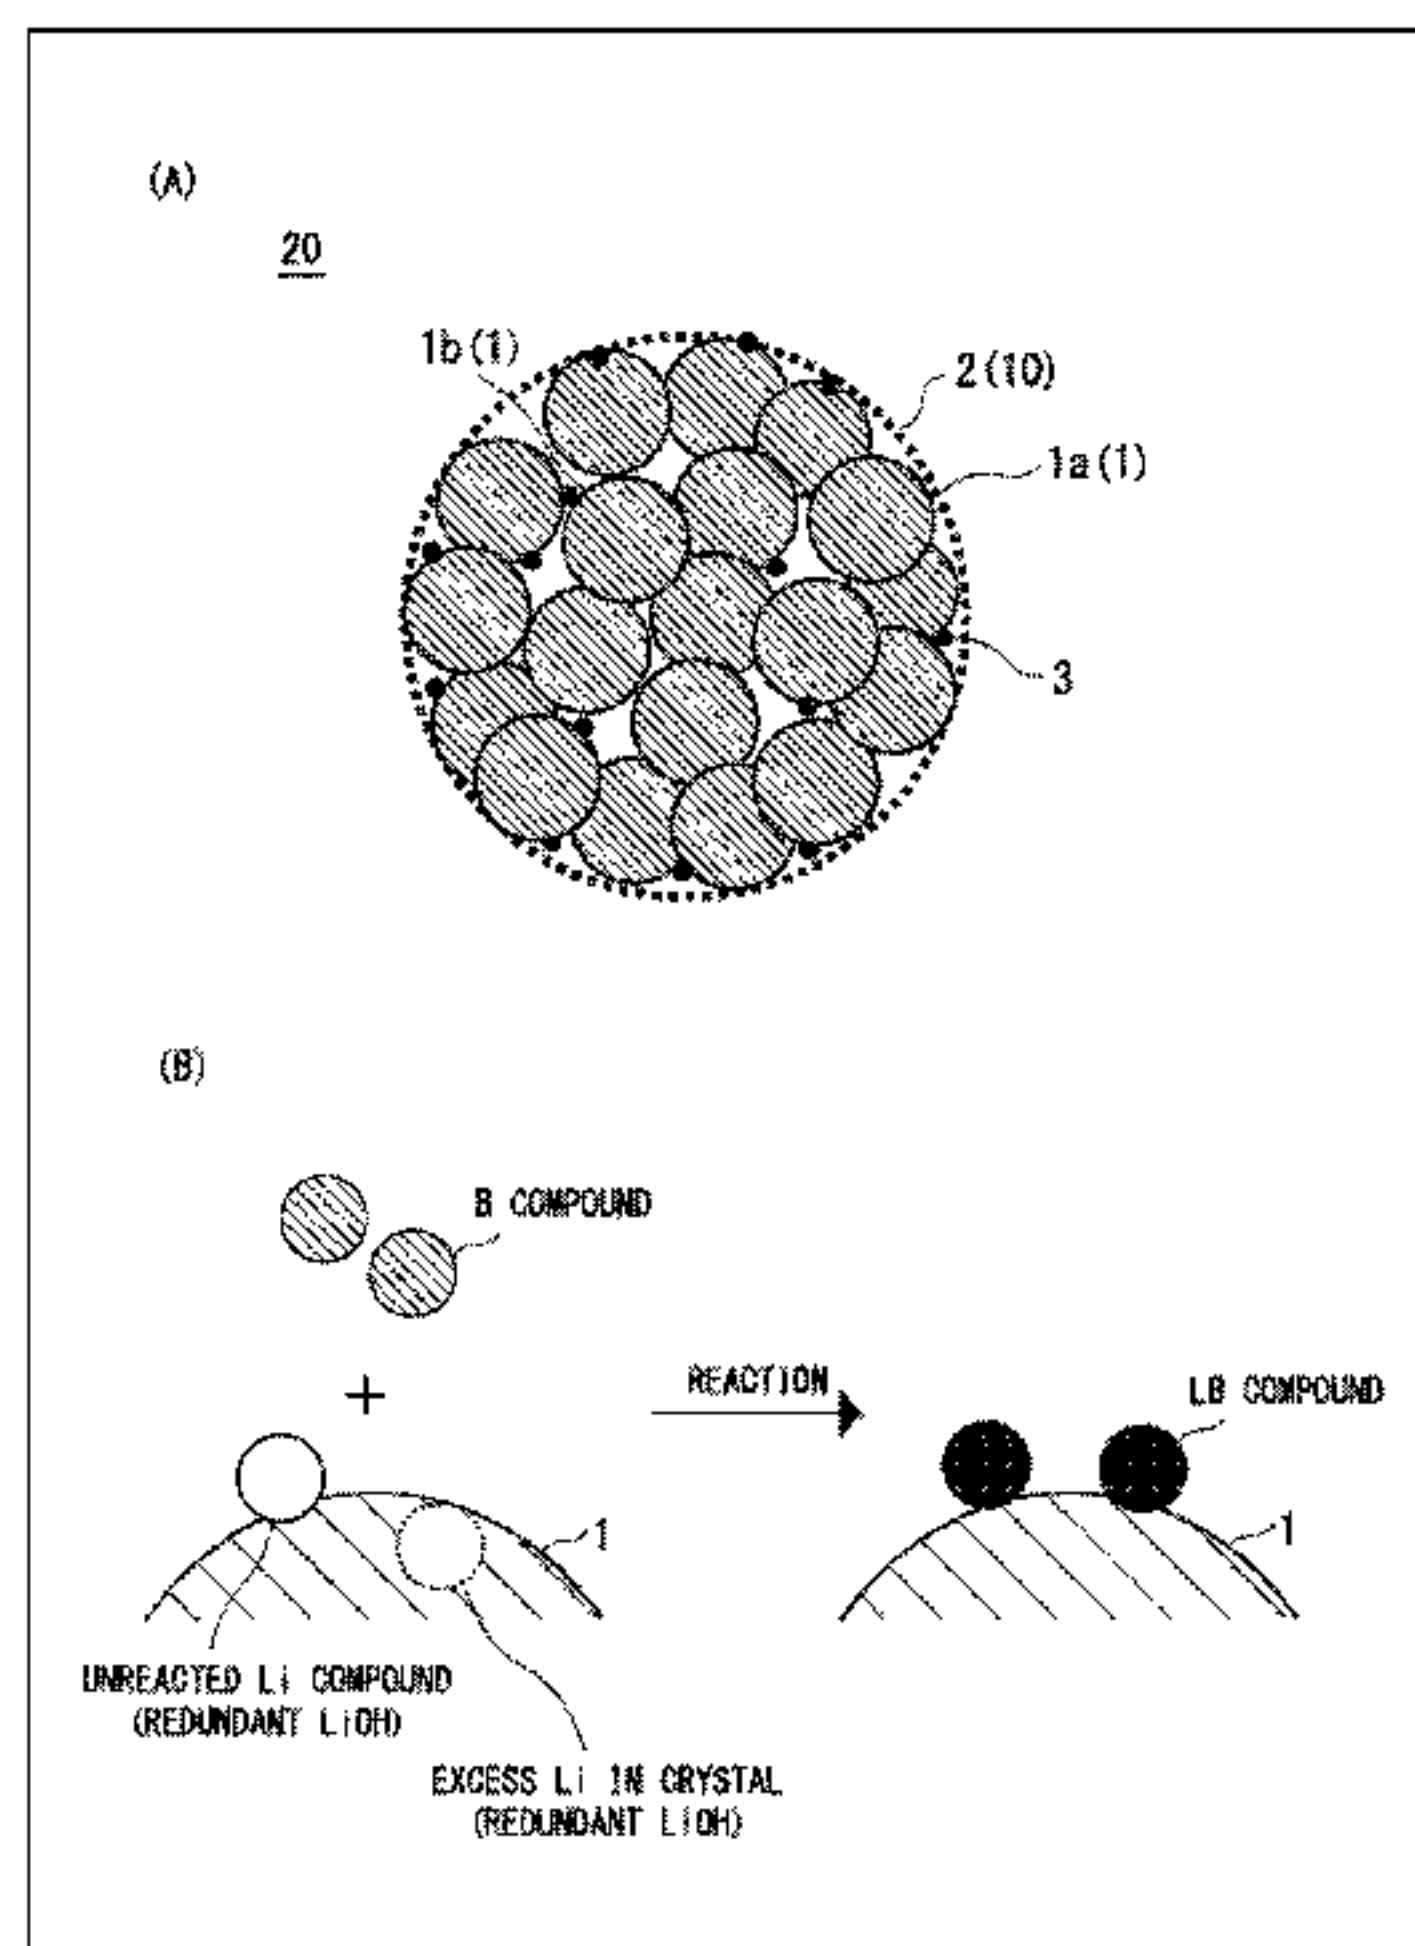 (A)
20
1b(1)
2(10)
1a(1)
3
(B)
B COMPOUND
+
REACTION
LB COMPOUND
1
1
UNREACTED Li COMPOUND
(REDUNDANT LiOH)
EXCESS Li IN CRYSTAL
(REDUNDANT LiOH)